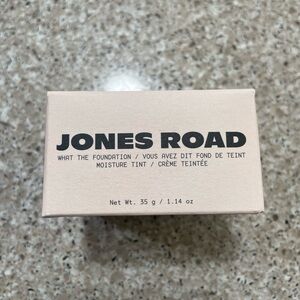 JONES ROAD
WHAT THE FOUNDATION / VOUS AVEZ DIT FOND DE TEINT
MOISTURE TINT / CRÈME TEINTÉE
Net Wt. 35 g / 1.14 oz